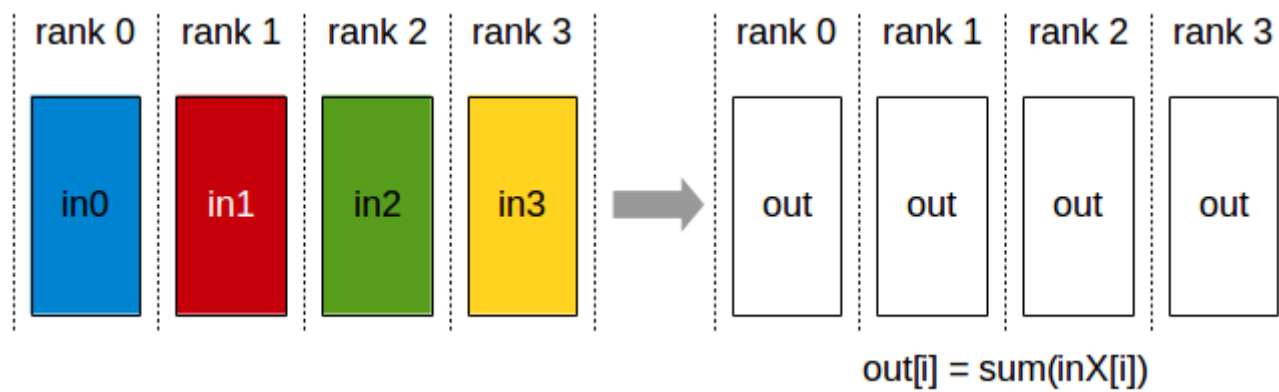 rank 0 rank 1 rank 2 rank 3 rank 0 rank 1 rank 2 rank 3
in0 in1 in2 in3 out out out out
out[i] = sum(inX[i])